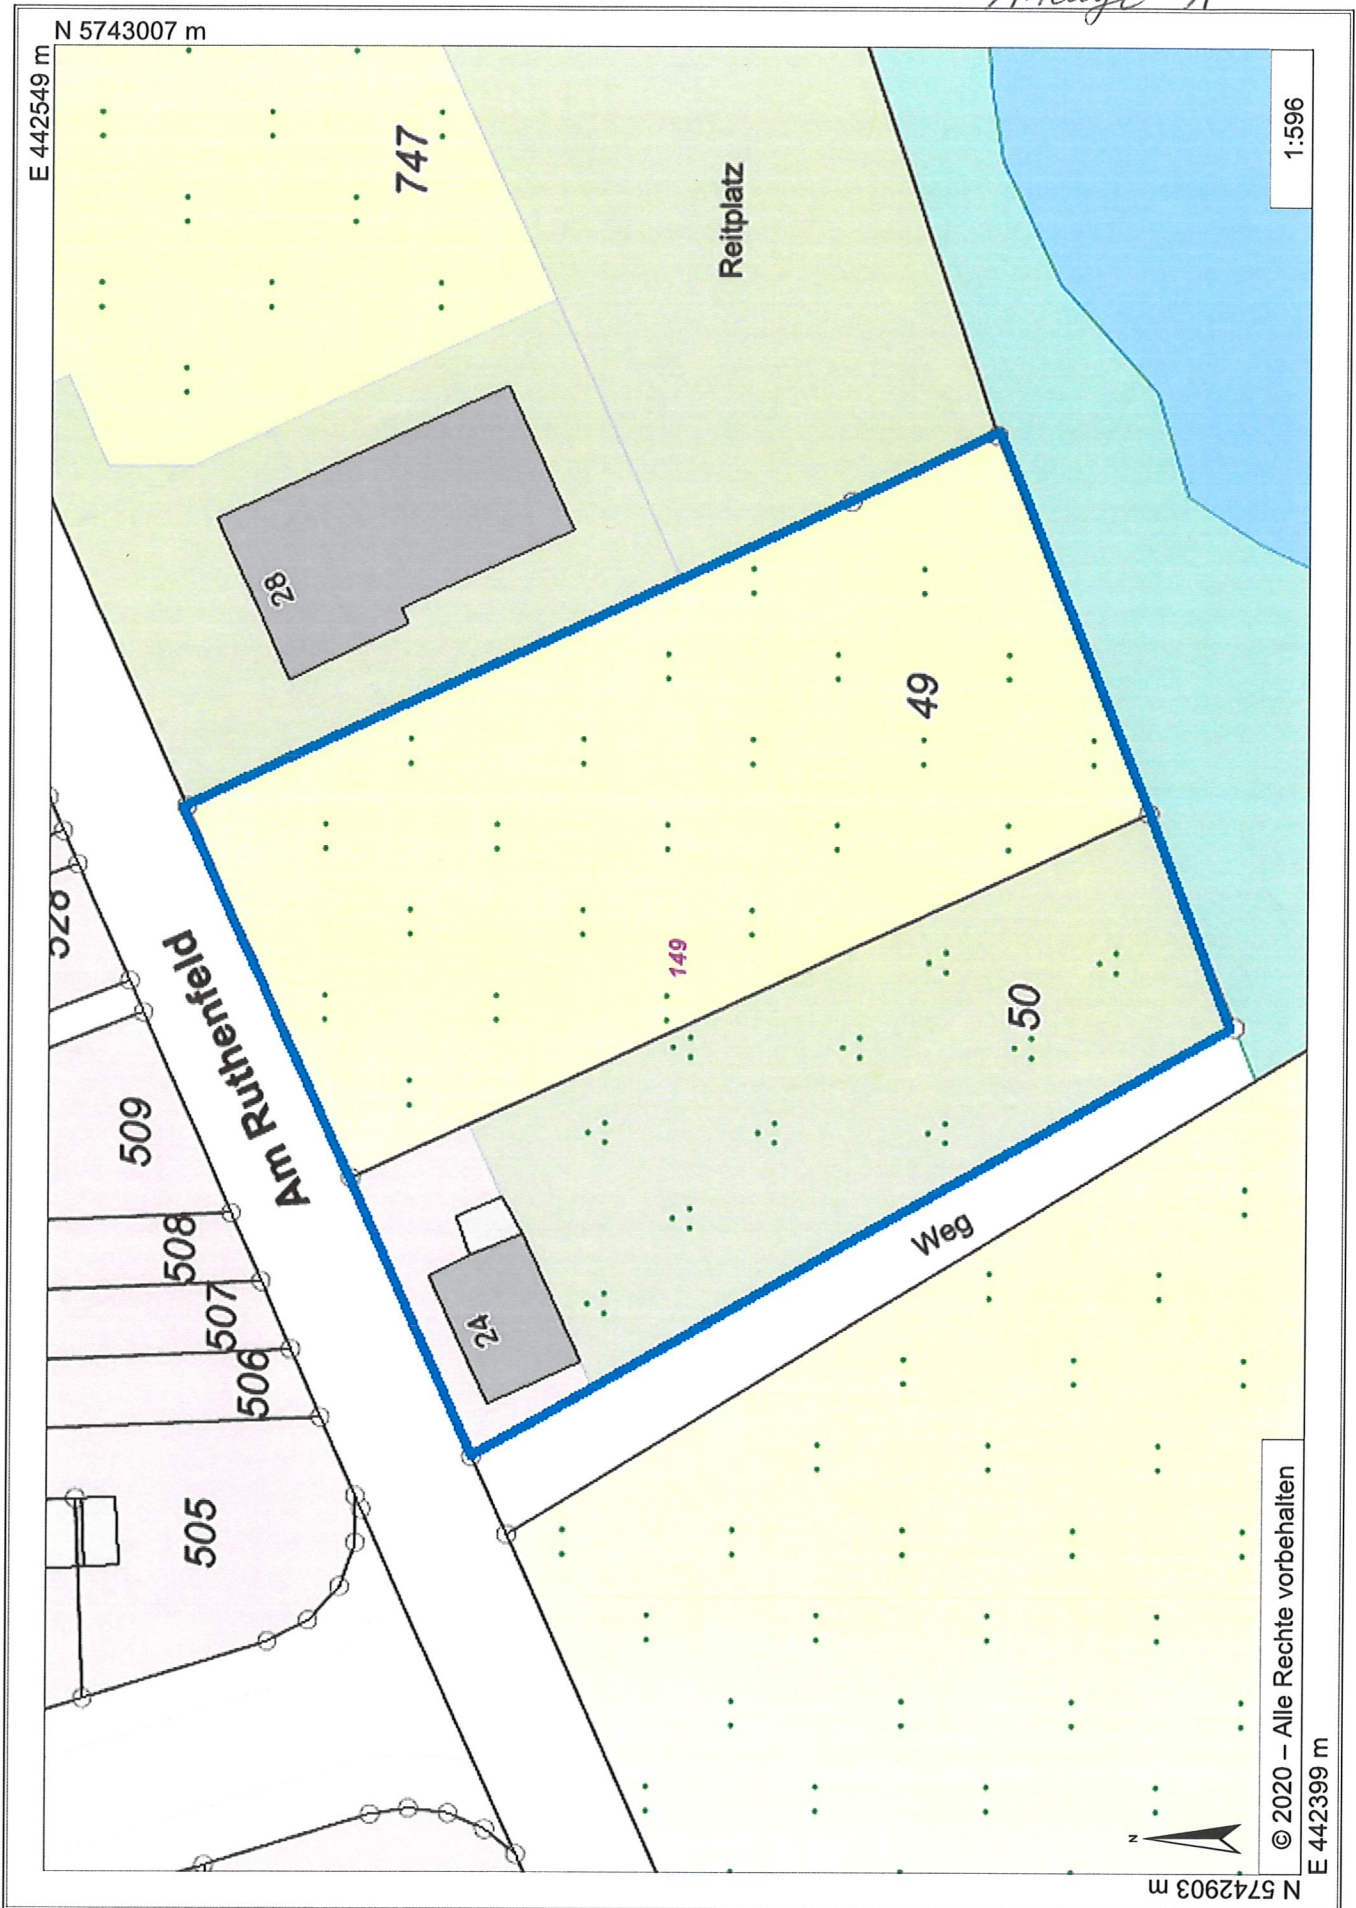 N 5743007 m
E 442549 m
747
Reitplatz
1:596
28
49
149
50
Am Ruthenfeld
509
508
507
506
505
24
Weg
N
© 2020 – Alle Rechte vorbehalten
E 442399 m
N 5742903 m